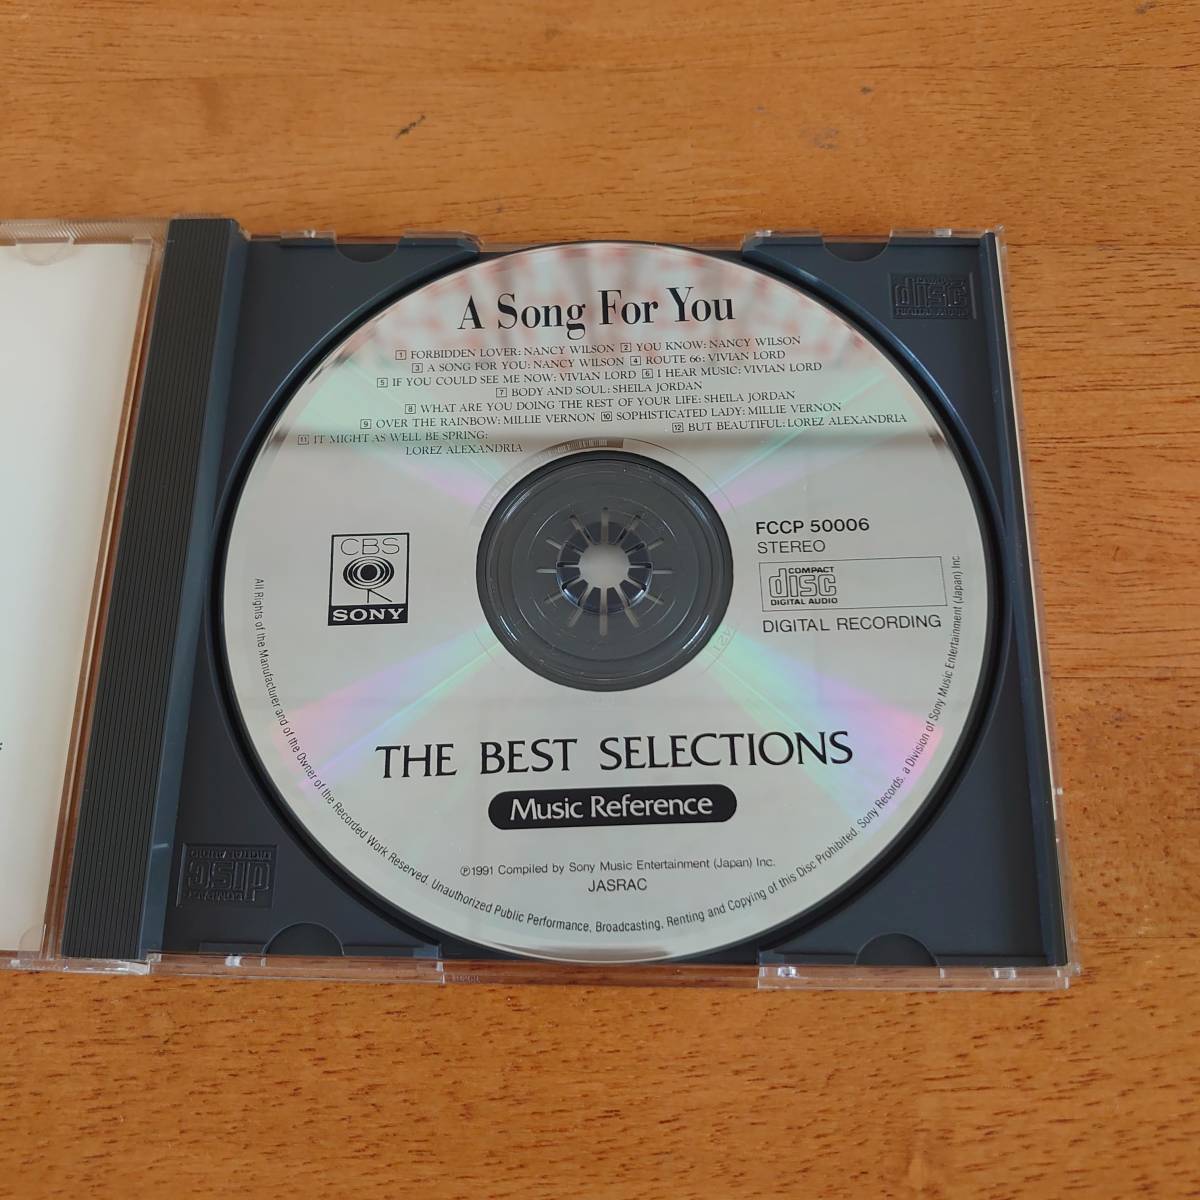 A Song For You
1 FORBIDDEN LOVER: NANCY WILSON 2 YOU KNOW: NANCY WILSON
3 A SONG FOR YOU: NANCY WILSON 4 ROUTE 66: VIVIAN LORD
5 IF YOU COULD SEE ME NOW: VIVIAN LORD 6 I HEAR MUSIC: VIVIAN LORD
7 BODY AND SOUL: SHEILA JORDAN
8 WHAT ARE YOU DOING THE REST OF YOUR LIFE: SHEILA JORDAN
9 OVER THE RAINBOW: MILLIE VERNON 10 SOPHISTICATED LADY: MILLIE VERNON
11 IT MIGHT AS WELL BE SPRING: 12 BUT BEAUTIFUL: LOREZ ALEXANDRIA
LOREZ ALEXANDRIA
CBS
SONY
FCCP 50006
STEREO
COMPACT
disc
DIGITAL AUDIO
DIGITAL RECORDING
THE BEST SELECTIONS
Music Reference
℗1991 Compiled by Sony Music Entertainment (Japan) Inc.
JASRAC
All Rights of the Manufacturer and of the Owner of the Recorded Work Reserved. Unauthorized Public Performance, Broadcasting, Renting and Copying of this Disc Prohibited. Sony Records, a Division of Sony Music Entertainment (Japan) Inc
disc
DIGITAL AUDIO
disc
DIGITAL AUDIO